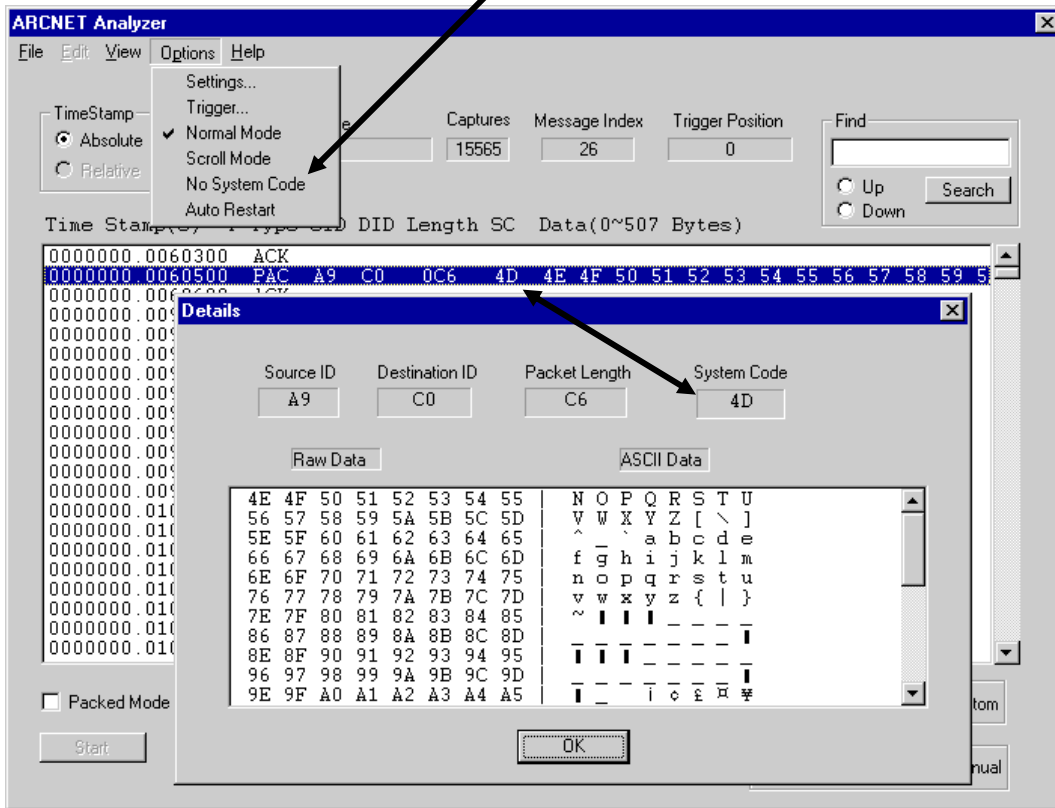 ARCNET Analyzer
File Edit View Options Help
Settings...
Trigger...
Normal Mode
Scroll Mode
No System Code
Auto Restart
TimeStamp
Absolute
Relative
Captures
15565
Message Index
26
Trigger Position
0
Find
Up
Down
Search
Time DID Length SC Data(0~507 Bytes)
0000000.0060300 ACK
0000000.0060500 PAC A9 C0 0C6 4D 4E 4F 50 51 52 53 54 55 56 57 58 59
Details
Source ID
A9
Destination ID
C0
Packet Length
C6
System Code
4D
Raw Data
ASCII Data
4E 4F 50 51 52 53 54 55 | N O P Q R S T U
56 57 58 59 5A 5B 5C 5D | V W X Y Z [ \ ]
5E 5F 60 61 62 63 64 65 | ^ _ ` a b c d e
66 67 68 69 6A 6B 6C 6D | f g h i j k l m
6E 6F 70 71 72 73 74 75 | n o p q r s t u
76 77 78 79 7A 7B 7C 7D | v w x y z { | }
7E 7F 80 81 82 83 84 85 | ~ ▮ ▮ ▮ _ _ _ _
86 87 88 89 8A 8B 8C 8D | _ _ _ _ _ _ _ ▮
8E 8F 90 91 92 93 94 95 | ▮ ▮ ▮ _ _ _ _ _
96 97 98 99 9A 9B 9C 9D | _ _ _ _ _ _ _ ▮
9E 9F A0 A1 A2 A3 A4 A5 | ▮ _ ¡ ¢ £ ¤ ¥
OK
Packed Mode
Start